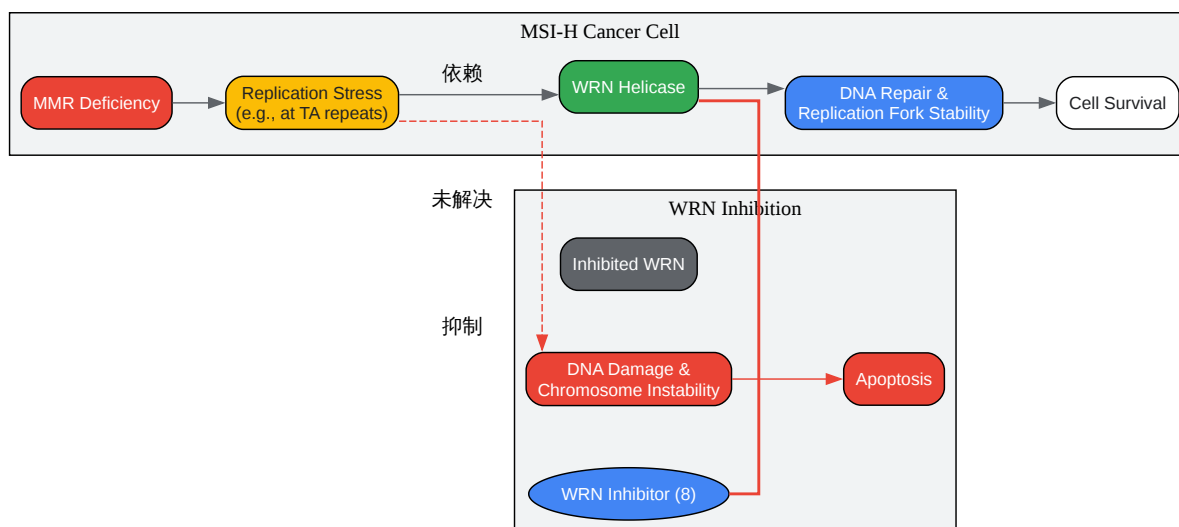 MSI-H Cancer Cell
MMR Deficiency
Replication Stress
(e.g., at TA repeats)
依赖
WRN Helicase
DNA Repair &
Replication Fork Stability
Cell Survival
未解决
WRN Inhibition
Inhibited WRN
抑制
DNA Damage &
Chromosome Instability
Apoptosis
WRN Inhibitor (8)